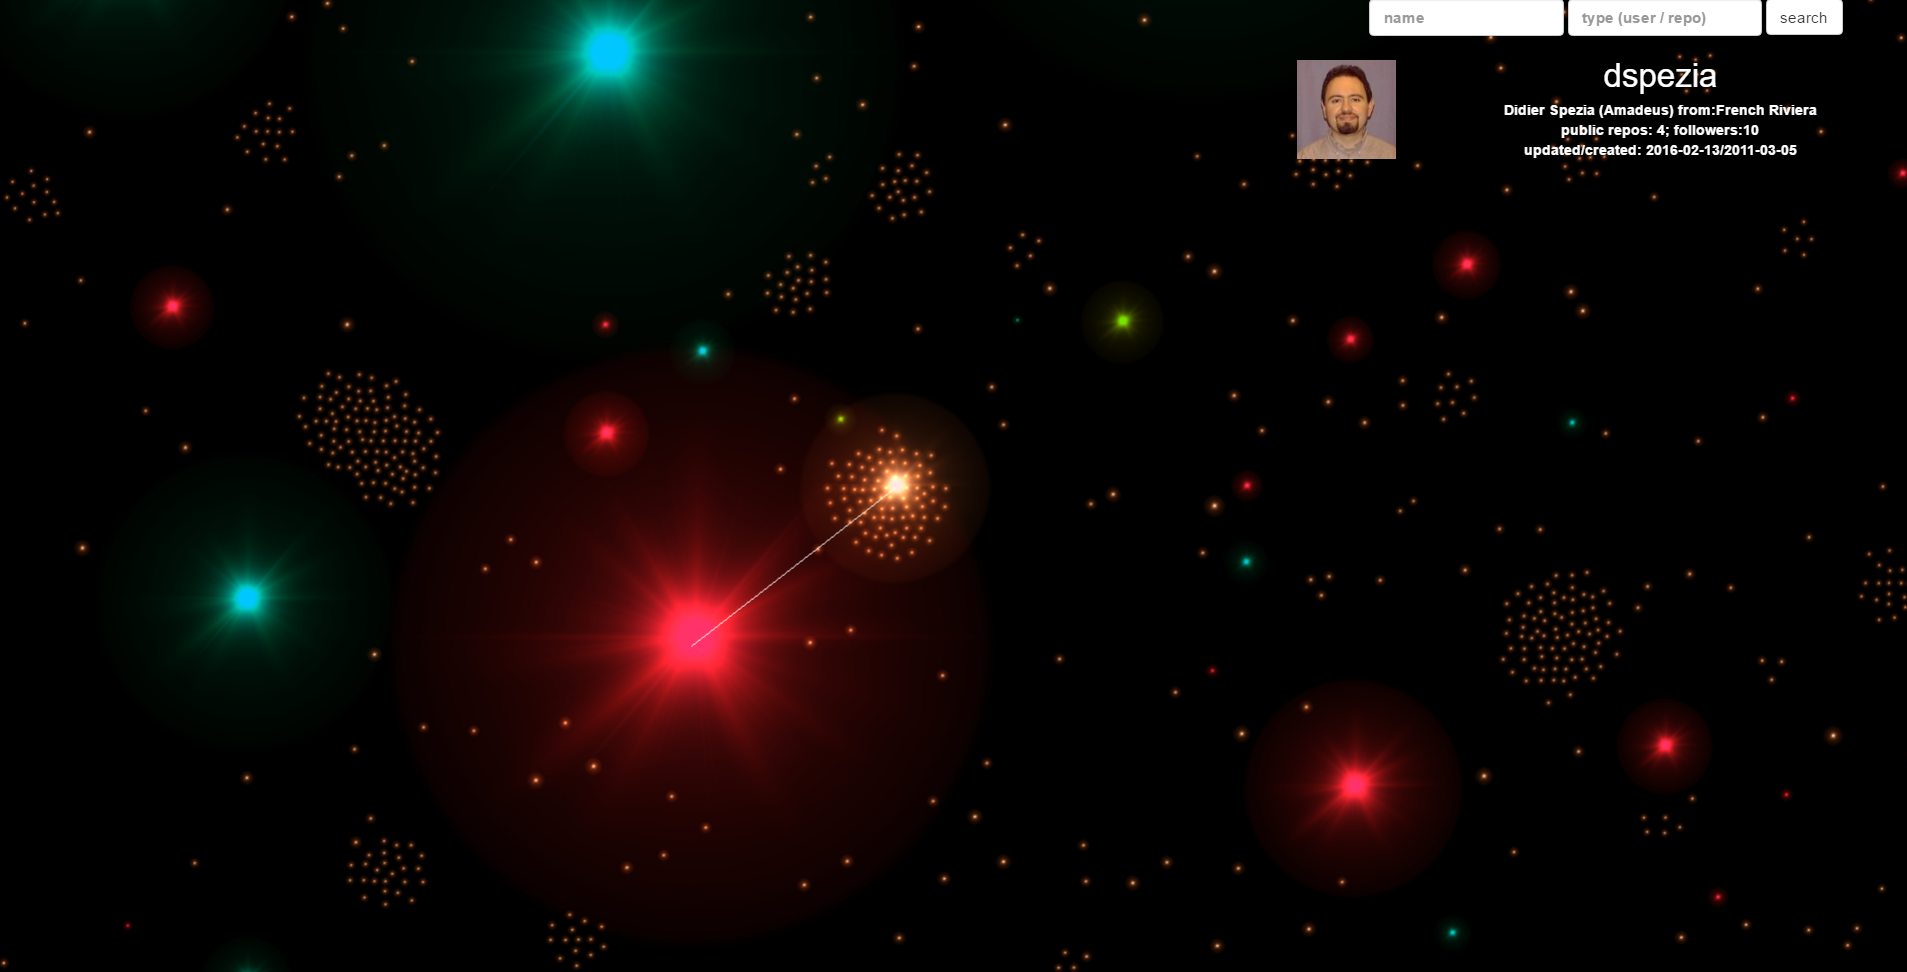 name
type (user / repo)
search
dspezia
Didier Spezia (Amadeus) from:French Riviera
public repos: 4; followers:10
updated/created: 2016-02-13/2011-03-05